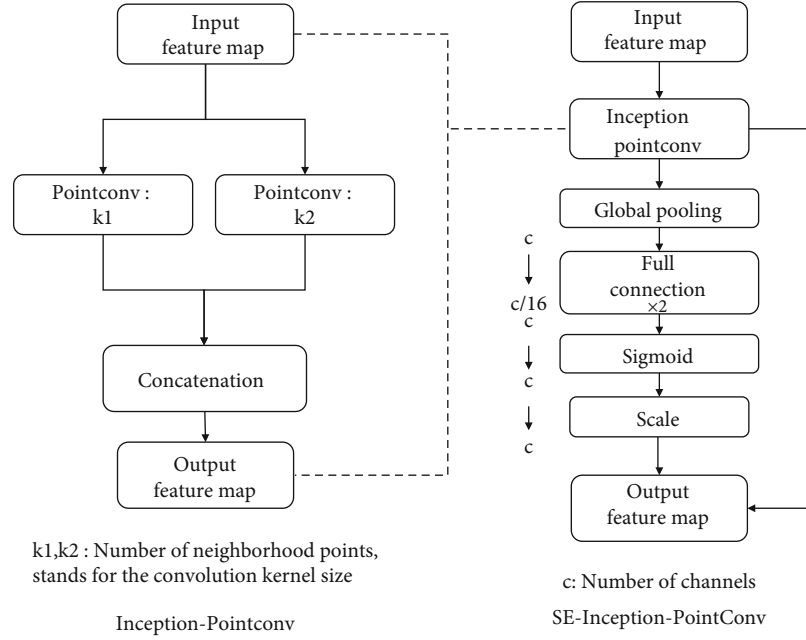 Input
feature map
Pointconv :
k1
Pointconv :
k2
Concatenation
Output
feature map
k1,k2 : Number of neighborhood points,
stands for the convolution kernel size
Inception-Pointconv
Input
feature map
Inception
pointconv
Global pooling
c
Full
connection
×2
c/16
c
Sigmoid
c
Scale
c
Output
feature map
c: Number of channels
SE-Inception-PointConv